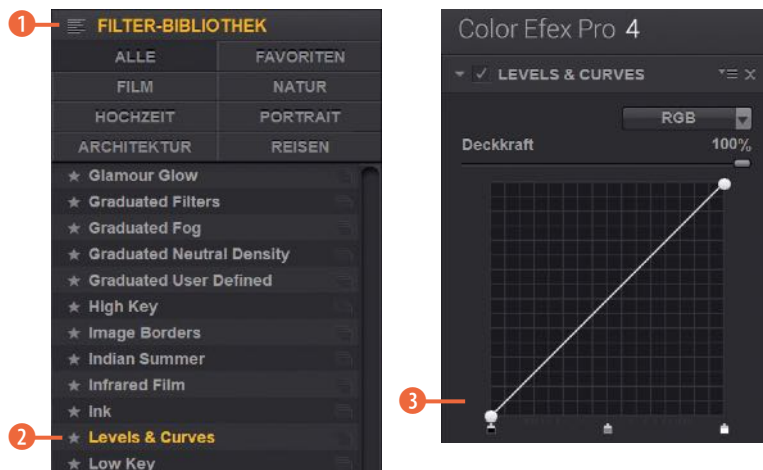 1 FILTER-BIBLIOTHEK
ALLE FAVORITEN
FILM NATUR
HOCHZEIT PORTRAIT
ARCHITEKTUR REISEN
Glamour Glow
Graduated Filters
Graduated Fog
Graduated Neutral Density
Graduated User Defined
High Key
Image Borders
Indian Summer
Infrared Film
Ink
2 Levels & Curves
Low Key
Color Efex Pro 4
LEVELS & CURVES
RGB
Deckkraft 100%
3